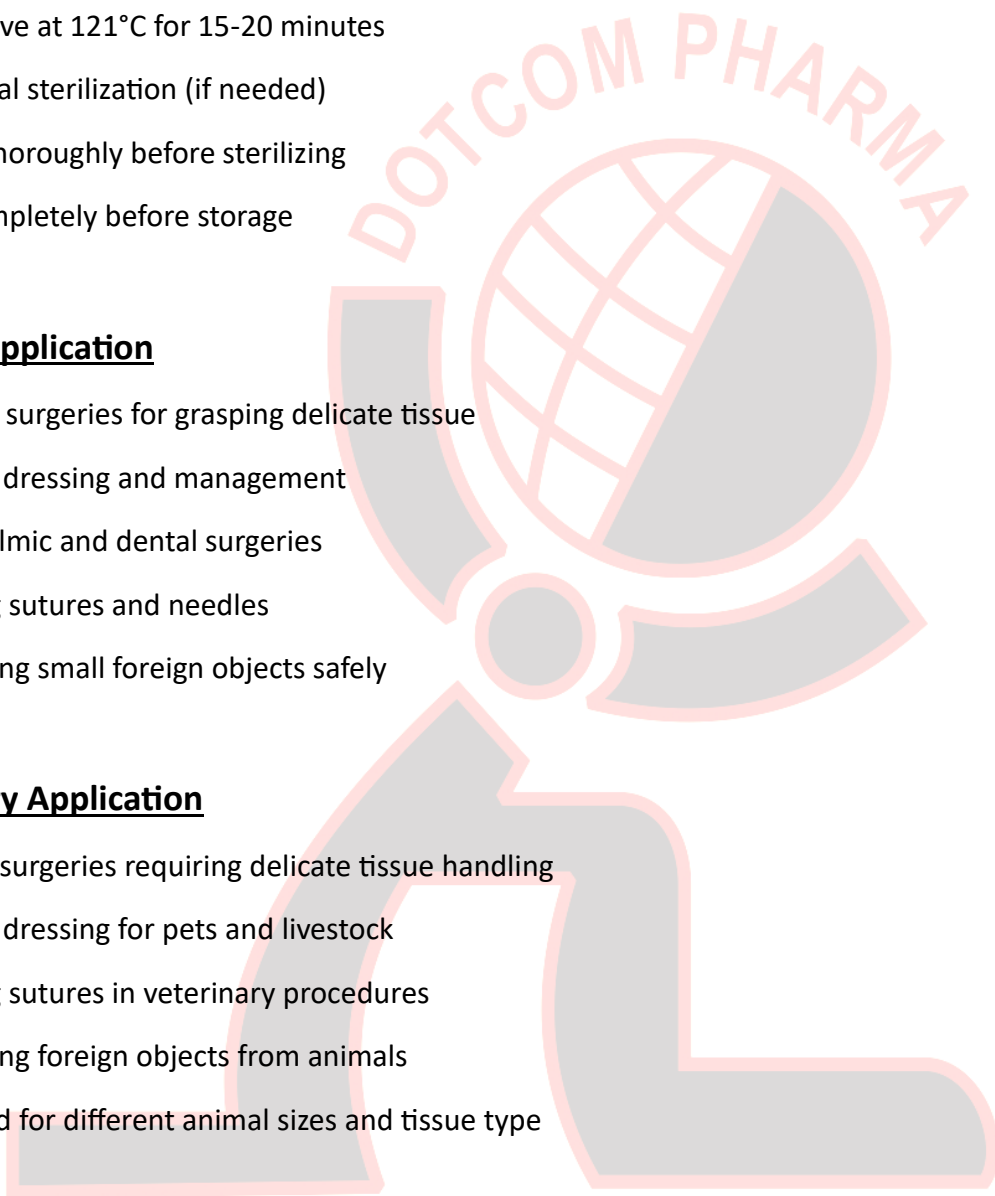 ve at 121°C for 15-20 minutes
al sterilization (if needed)
horoughly before sterilizing
mpletely before storage
pplication
surgeries for grasping delicate tissue
dressing and management
lmic and dental surgeries
g sutures and needles
ng small foreign objects safely
y Application
surgeries requiring delicate tissue handling
dressing for pets and livestock
g sutures in veterinary procedures
ng foreign objects from animals
d for different animal sizes and tissue type
DOTCOM PHARMA